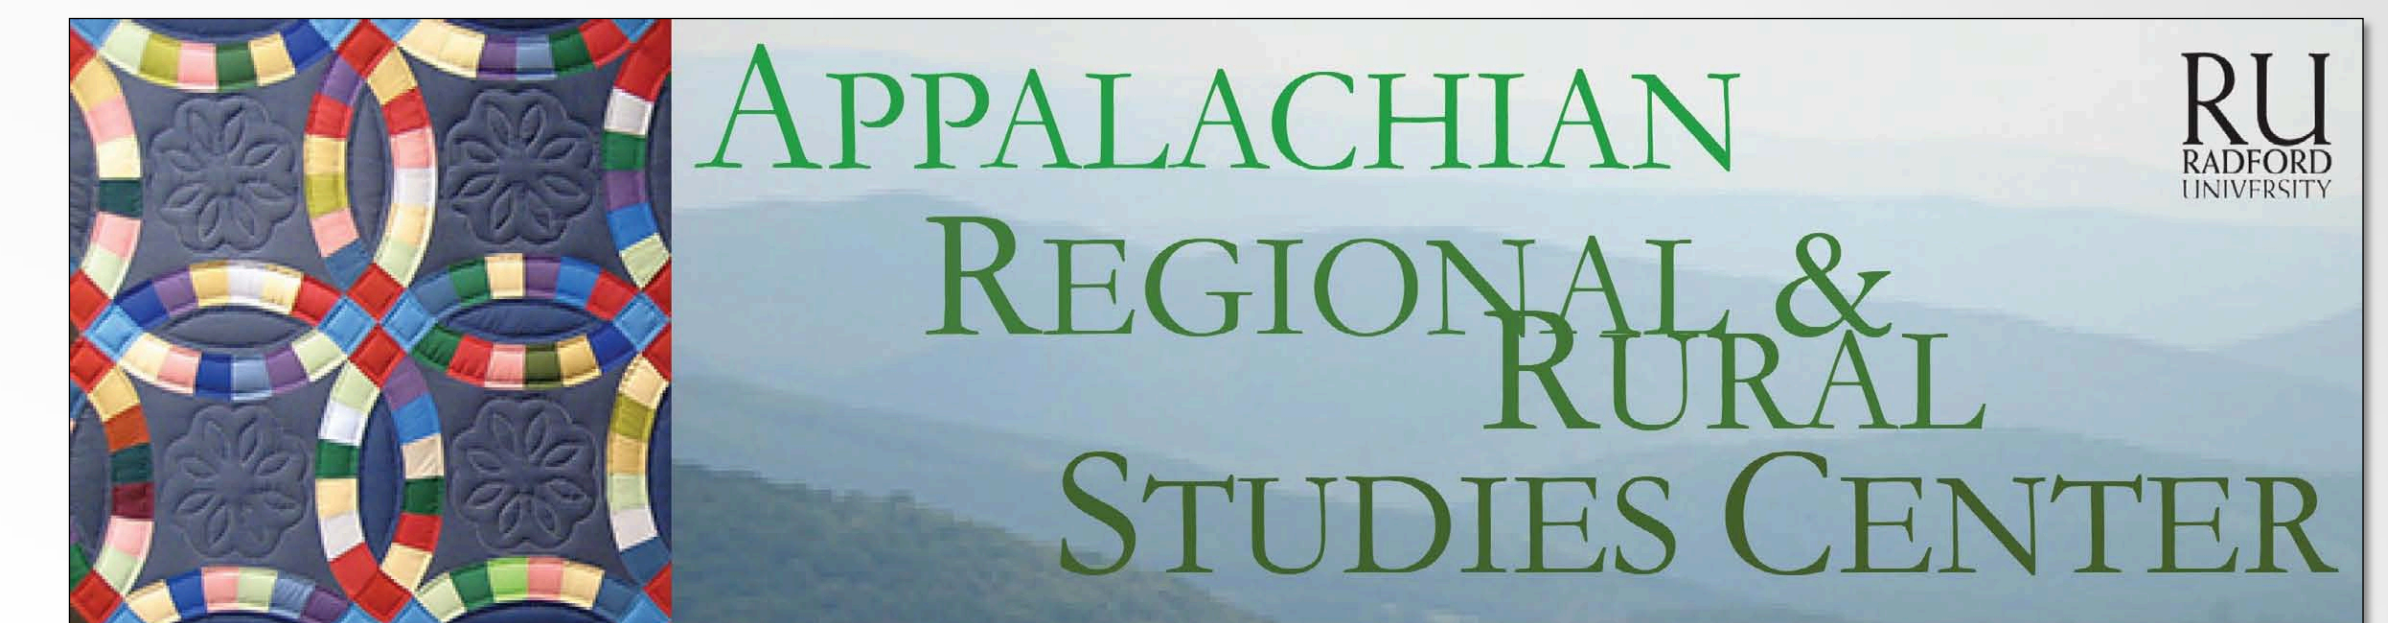 APPALACHIAN
RU
RADFORD
UNIVERSITY
REGIONAL &
RURAL
STUDIES CENTER